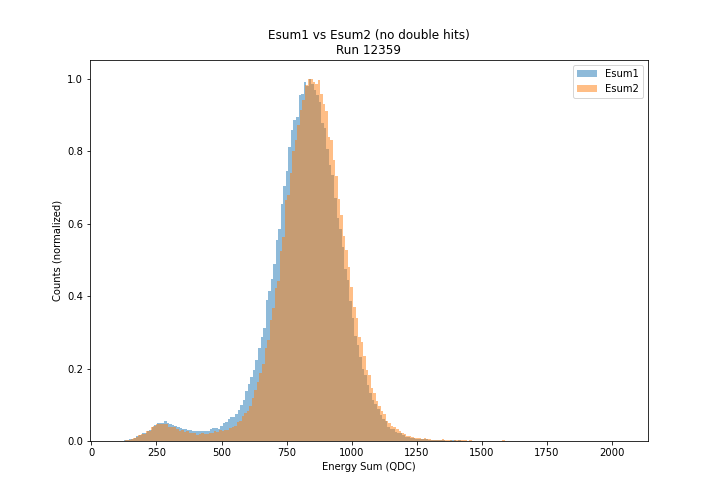 Esum1 vs Esum2 (no double hits)
Run 12359
Esum1
Esum2
Counts (normalized)
1.0
0.8
0.6
0.4
0.2
0.0
0 250 500 750 1000 1250 1500 1750 2000
Energy Sum (QDC)